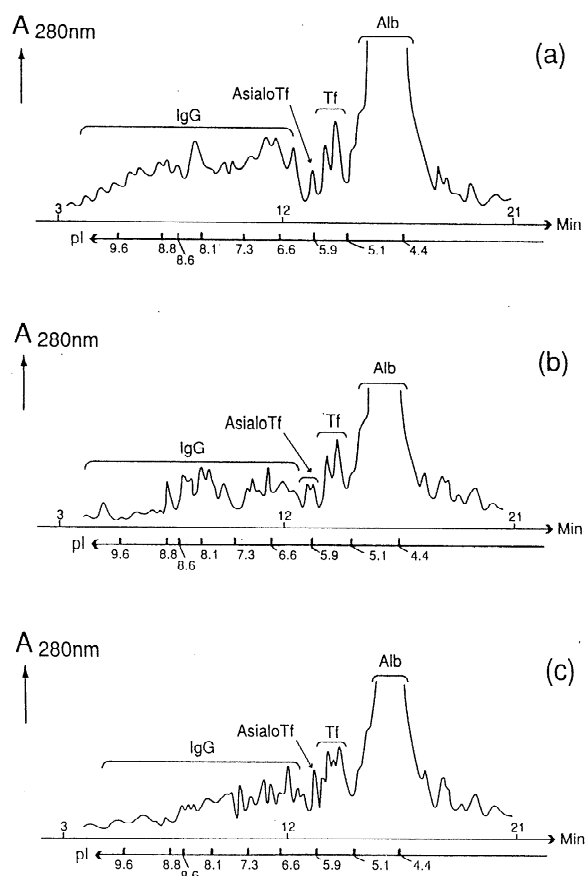 A 280nm
Alb
(a)
AsialoTf
Tf
IgG
3 12 21 Min
pI 9.6 8.8 8.6 8.1 7.3 6.6 5.9 5.1 4.4
A 280nm
Alb
(b)
AsialoTf
Tf
IgG
3 12 21 Min
pI 9.6 8.8 8.6 8.1 7.3 6.6 5.9 5.1 4.4
A 280nm
Alb
(c)
AsialoTf
Tf
IgG
3 12 21 Min
pI 9.6 8.8 8.6 8.1 7.3 6.6 5.9 5.1 4.4